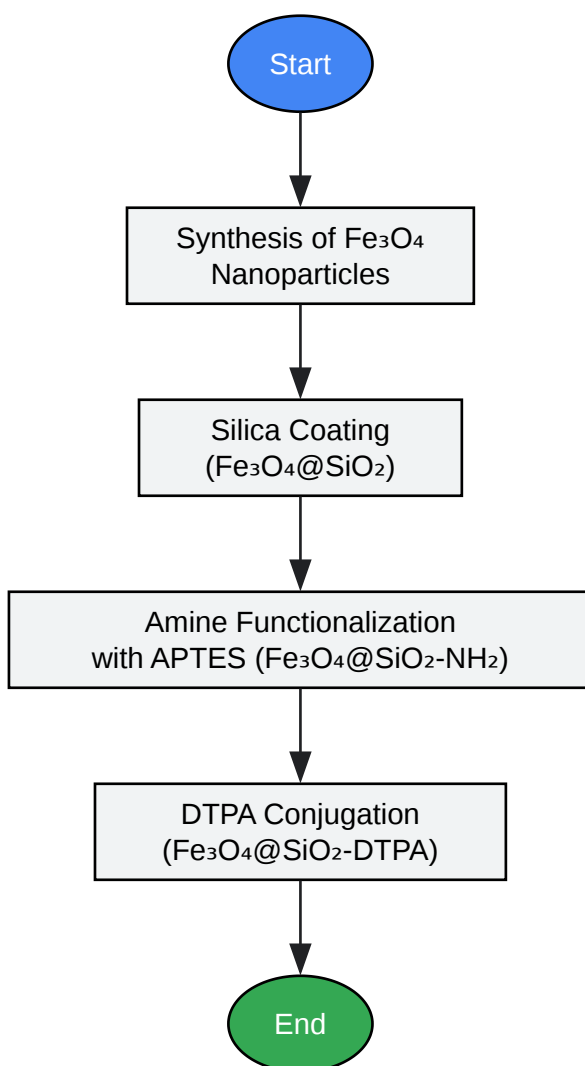 Start
Synthesis of Fe₃O₄
Nanoparticles
Silica Coating
(Fe₃O₄@SiO₂)
Amine Functionalization
with APTES (Fe₃O₄@SiO₂-NH₂)
DTPA Conjugation
(Fe₃O₄@SiO₂-DTPA)
End